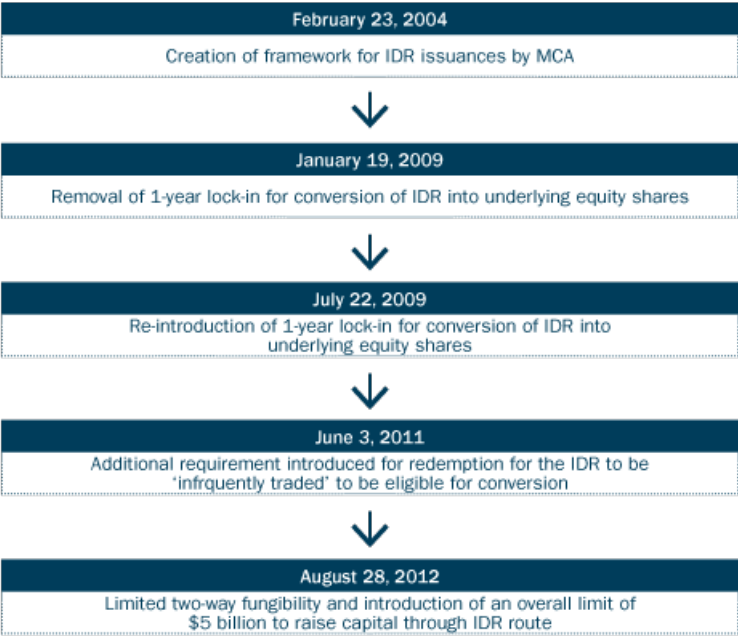 February 23, 2004
Creation of framework for IDR issuances by MCA
January 19, 2009
Removal of 1-year lock-in for conversion of IDR into underlying equity shares
July 22, 2009
Re-introduction of 1-year lock-in for conversion of IDR into
underlying equity shares
June 3, 2011
Additional requirement introduced for redemption for the IDR to be
‘infrquently traded’ to be eligible for conversion
August 28, 2012
Limited two-way fungibility and introduction of an overall limit of
$5 billion to raise capital through IDR route